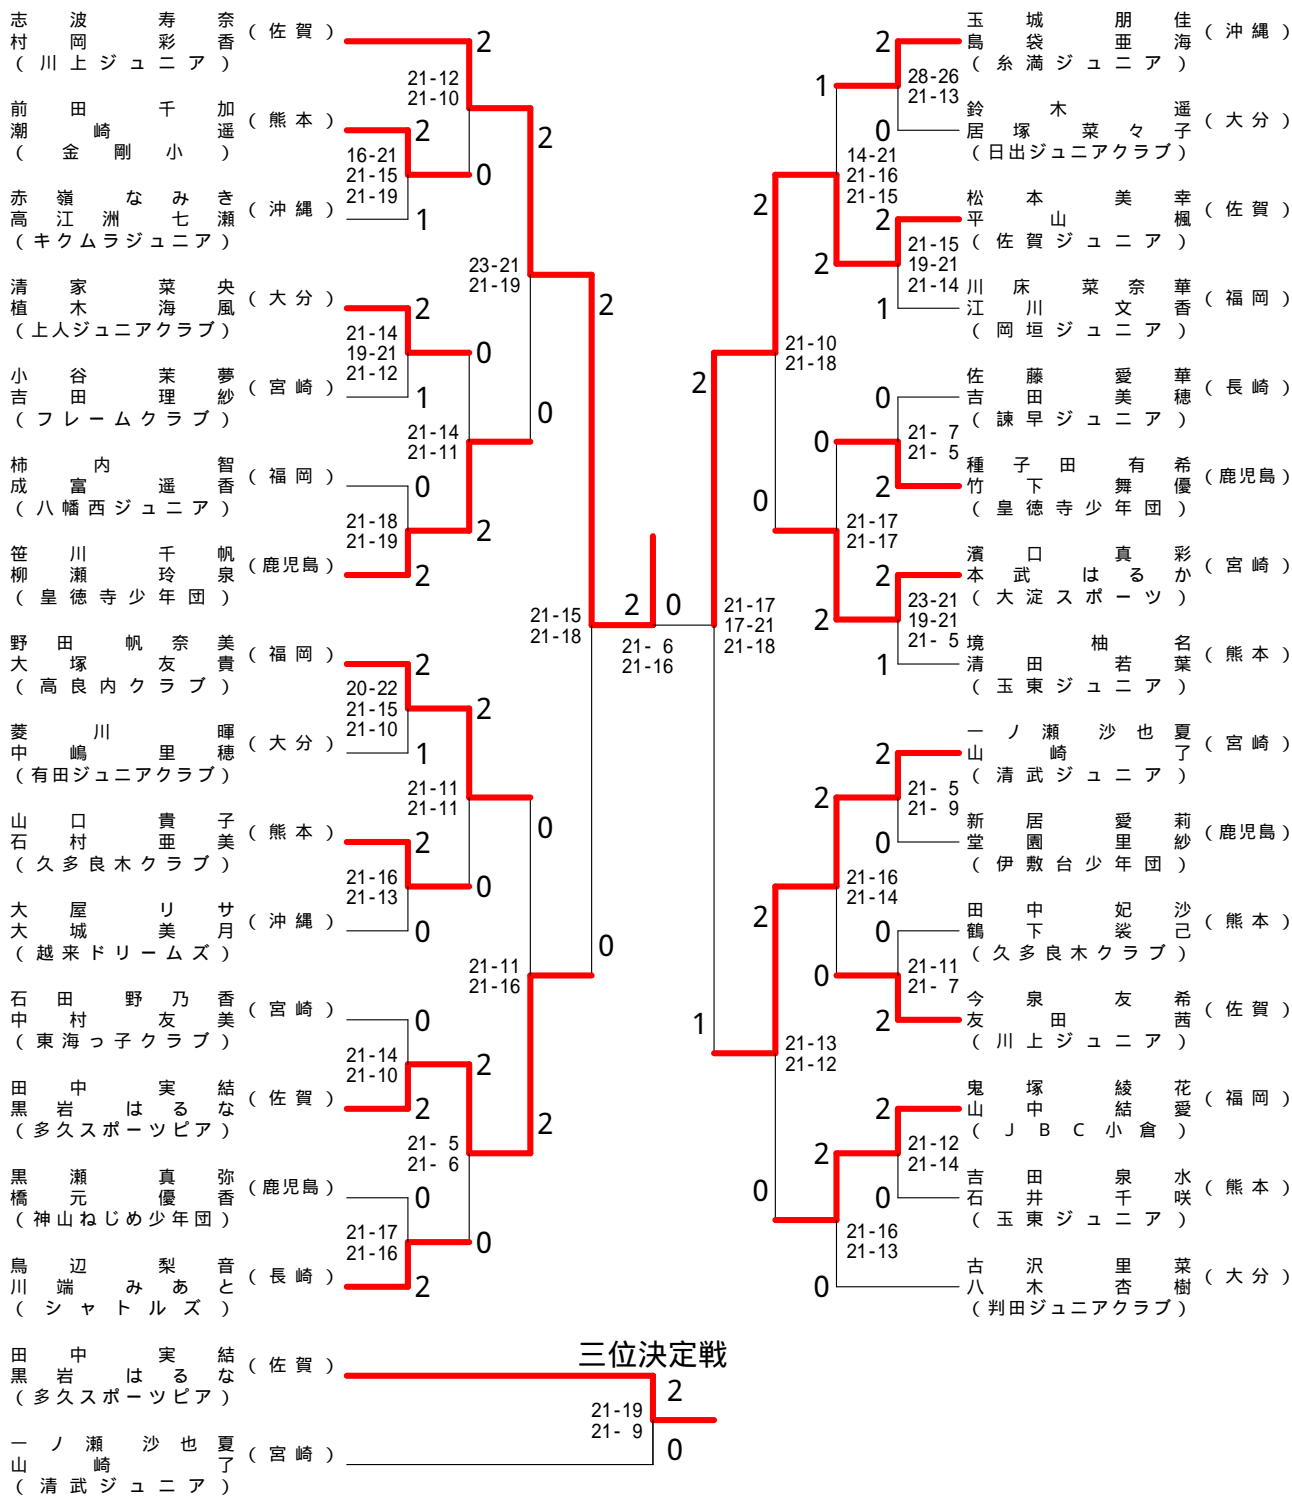 志波寿奈
村岡彩香
(川上ジュニア)
(佐賀)
前田千加
潮崎遥
(金剛小)
(熊本)
赤嶺なみき
高江洲七瀬
(キクムラジュニア)
(沖縄)
清家菜央
植木海風
(上人ジュニアクラブ)
(大分)
小谷茉夢
吉田理紗
(フレームクラブ)
(宮崎)
柿内智
成富遥香
(八幡西ジュニア)
(福岡)
笹川千帆
柳瀬玲泉
(皇徳寺少年団)
(鹿児島)
野田帆奈美
大塚友貴
(高良内クラブ)
(福岡)
菱川暉
中嶋里穂
(有田ジュニアクラブ)
(大分)
山口貴子
石村亜美
(久多良木クラブ)
(熊本)
大屋リサ
大城美月
(越来ドリームズ)
(沖縄)
石田野乃香
中村友美
(東海っ子クラブ)
(宮崎)
田中実結
黒岩はるな
(多久スポーツピア)
(佐賀)
黒瀬真弥
橋元優香
(神山ねじめ少年団)
(鹿児島)
鳥辺梨音
川端みあと
(シャトルズ)
(長崎)
2
21-12
21-10
2
16-21
21-15
21-19
0
1
2
23-21
21-19
2
21-14
19-21
21-12
0
1
0
21-14
21-11
0
21-18
21-19
2
2
2
21-15
21-18
2
20-22
21-15
21-10
2
1
21-11
21-11
0
2
21-16
21-13
0
0
0
21-11
21-16
0
21-14
21-10
2
2
2
21- 5
21- 6
0
21-17
21-16
0
2
2
0
21- 6
21-16
玉城朋佳
島袋亜海
(糸満ジュニア)
(沖縄)
鈴木遥
居塚菜々子
(日出ジュニアクラブ)
(大分)
松本美幸
平山楓
(佐賀ジュニア)
(佐賀)
川床菜奈華
江川文香
(岡垣ジュニア)
(福岡)
佐藤愛華
吉田美穂
(諫早ジュニア)
(長崎)
種子田有希
竹下舞優
(皇徳寺少年団)
(鹿児島)
濱口真彩
本武はるか
(大淀スポーツ)
(宮崎)
境柚名
清田若葉
(玉東ジュニア)
(熊本)
一ノ瀬沙也夏
山崎了
(清武ジュニア)
(宮崎)
新居愛莉
堂園里紗
(伊敷台少年団)
(鹿児島)
田中妃沙
鶴下裟己
(久多良木クラブ)
(熊本)
今泉友希
友田茜
(川上ジュニア)
(佐賀)
鬼塚綾花
山中結愛
(JBC小倉)
(福岡)
吉田泉水
石井千咲
(玉東ジュニア)
(熊本)
古沢里菜
八木杏樹
(判田ジュニアクラブ)
(大分)
2
1
28-26
21-13
0
14-21
21-16
21-15
2
2
21-15
19-21
21-14
2
1
21-10
21-18
2
0
0
21- 7
21- 5
2
0
21-17
21-17
2
23-21
19-21
21- 5
2
1
21-17
17-21
21-18
2
21- 5
21- 9
2
0
21-16
21-14
2
0
0
21-11
21- 7
2
1
21-13
21-12
2
21-12
21-14
2
0
0
21-16
21-13
0
三位決定戦
田中実結
黒岩はるな
(多久スポーツピア)
(佐賀)
2
21-19
21- 9
0
一ノ瀬沙也夏
山崎了
(清武ジュニア)
(宮崎)